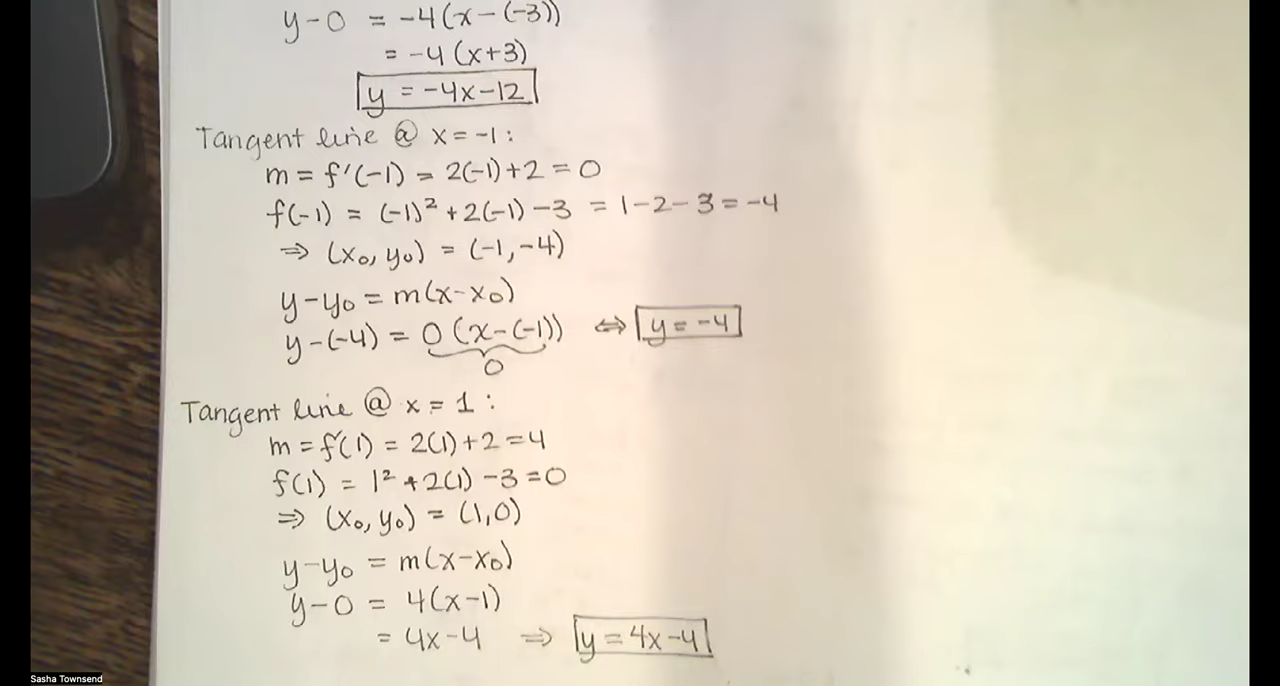 y-0 = -4(x-(-3))
= -4(x+3)
y = -4x-12
Tangent line @ x=-1:
m = f'(-1) = 2(-1)+2 = 0
f(-1) = (-1)²+2(-1)-3 = 1-2-3=-4
⇒ (x₀,y₀) = (-1,-4)
y-y₀ = m(x-x₀)
y-(-4) = 0(x-(-1)) ⇔ y=-4
0
Tangent line @ x = 1:
m=f'(1) = 2(1)+2=4
f(1) = 1²+2(1)-3=0
⇒ (x₀,y₀) = (1,0)
y-y₀ = m(x-x₀)
y-0 = 4(x-1)
= 4x-4 ⇒ y=4x-4
Sasha Townsend